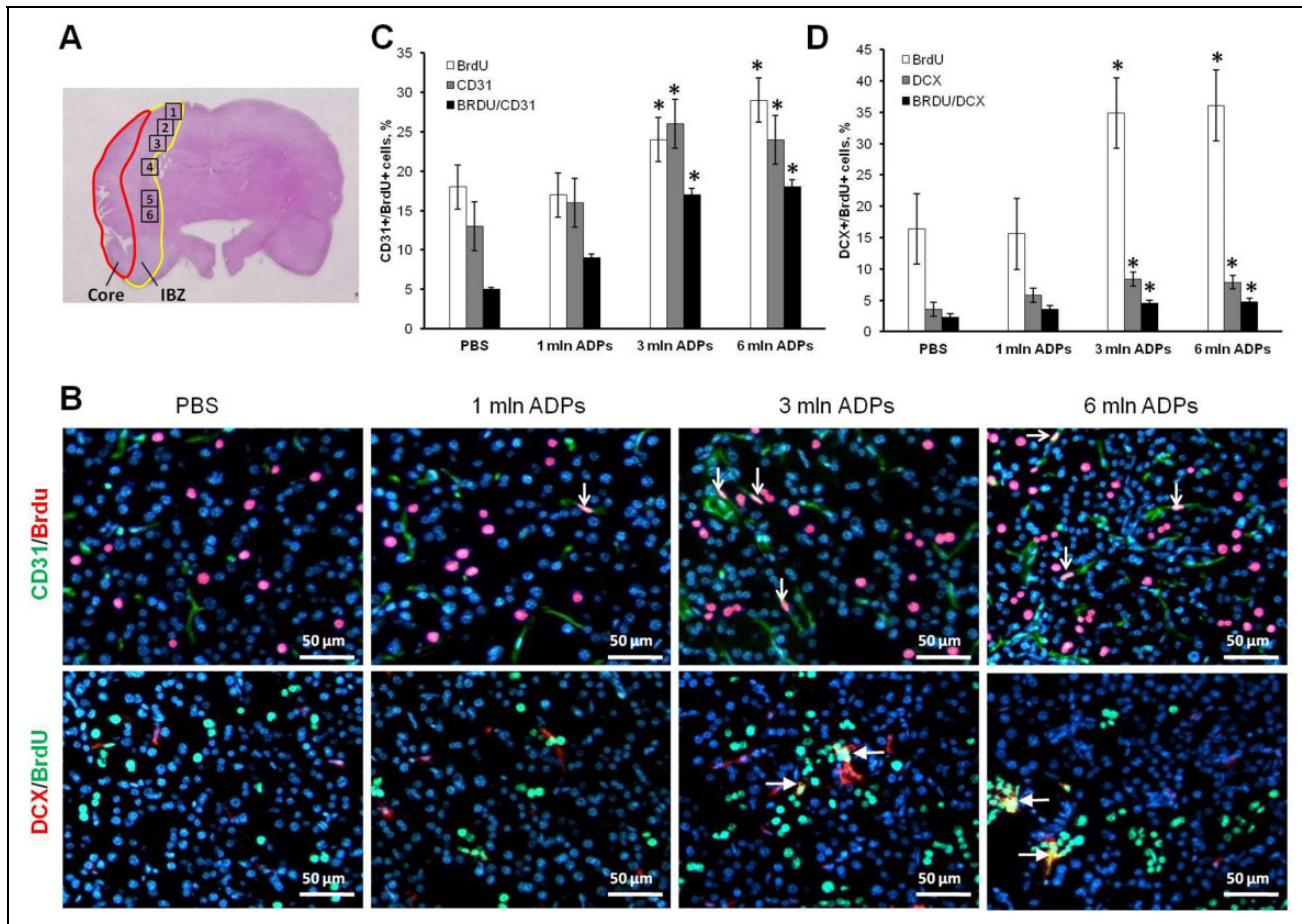 A
1
2
3
4
5
6
Core
IBZ
C
CD31+/BrdU+ cells, %
35
30
25
20
15
10
5
0
BrdU
CD31
BRDU/CD31
*
*
*
*
*
*
PBS
1 mln ADPs
3 mln ADPs
6 mln ADPs
D
DCX+/BrdU+ cells, %
45
40
35
30
25
20
15
10
5
0
BrdU
DCX
BRDU/DCX
*
*
*
*
*
*
PBS
1 mln ADPs
3 mln ADPs
6 mln ADPs
B
PBS
1 mln ADPs
3 mln ADPs
6 mln ADPs
CD31/Brdu
50 µm
50 µm
50 µm
50 µm
DCX/BrdU
50 µm
50 µm
50 µm
50 µm